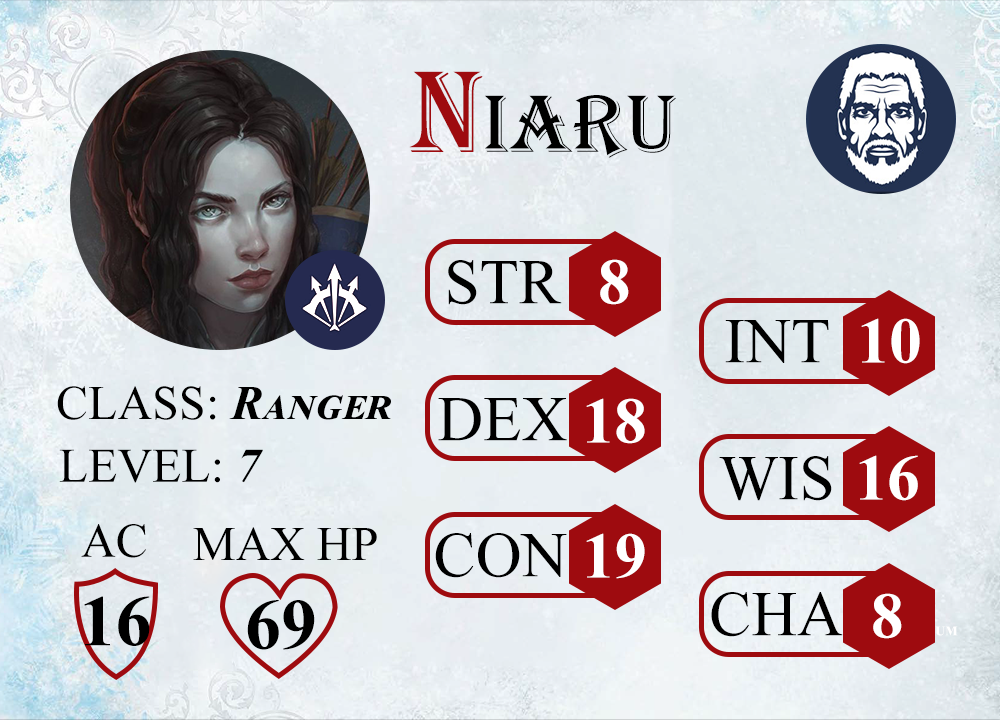 NIARU
CLASS: RANGER
LEVEL: 7
AC
16
MAX HP
69
STR 8
DEX 18
CON 19
INT 10
WIS 16
CHA 8